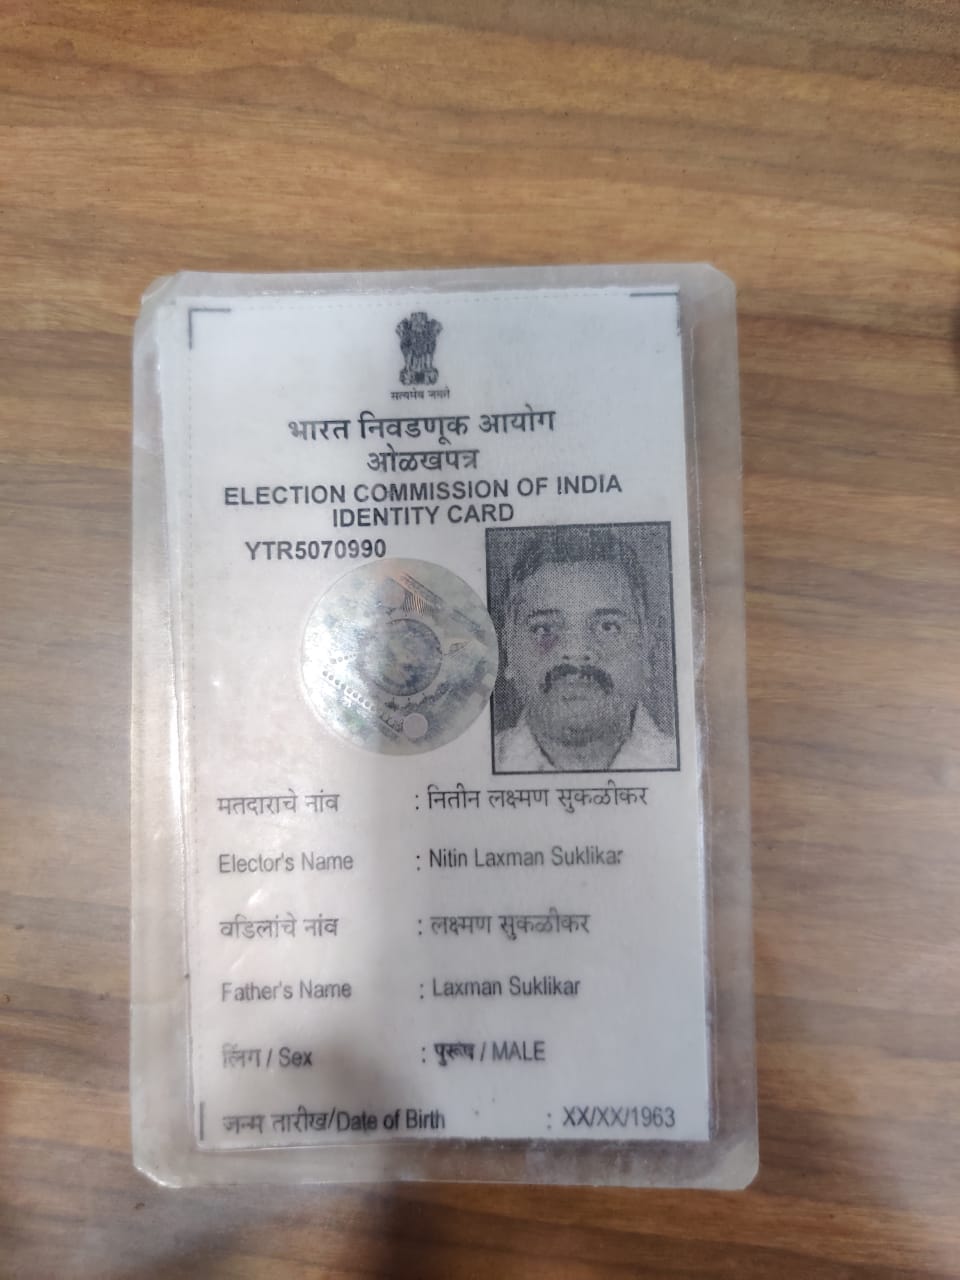 सत्यमेव जयते
भारत निवडणूक आयोग
ओळखपत्र
ELECTION COMMISSION OF INDIA
IDENTITY CARD
YTR5070990
मतदाराचे नांव : नितीन लक्ष्मण सुकळीकर
Elector's Name : Nitin Laxman Suklikar
वडिलांचे नांव : लक्ष्मण सुकळीकर
Father's Name : Laxman Suklikar
लिंग / Sex : पुरूष / MALE
जन्म तारीख/Date of Birth : XX/XX/1963